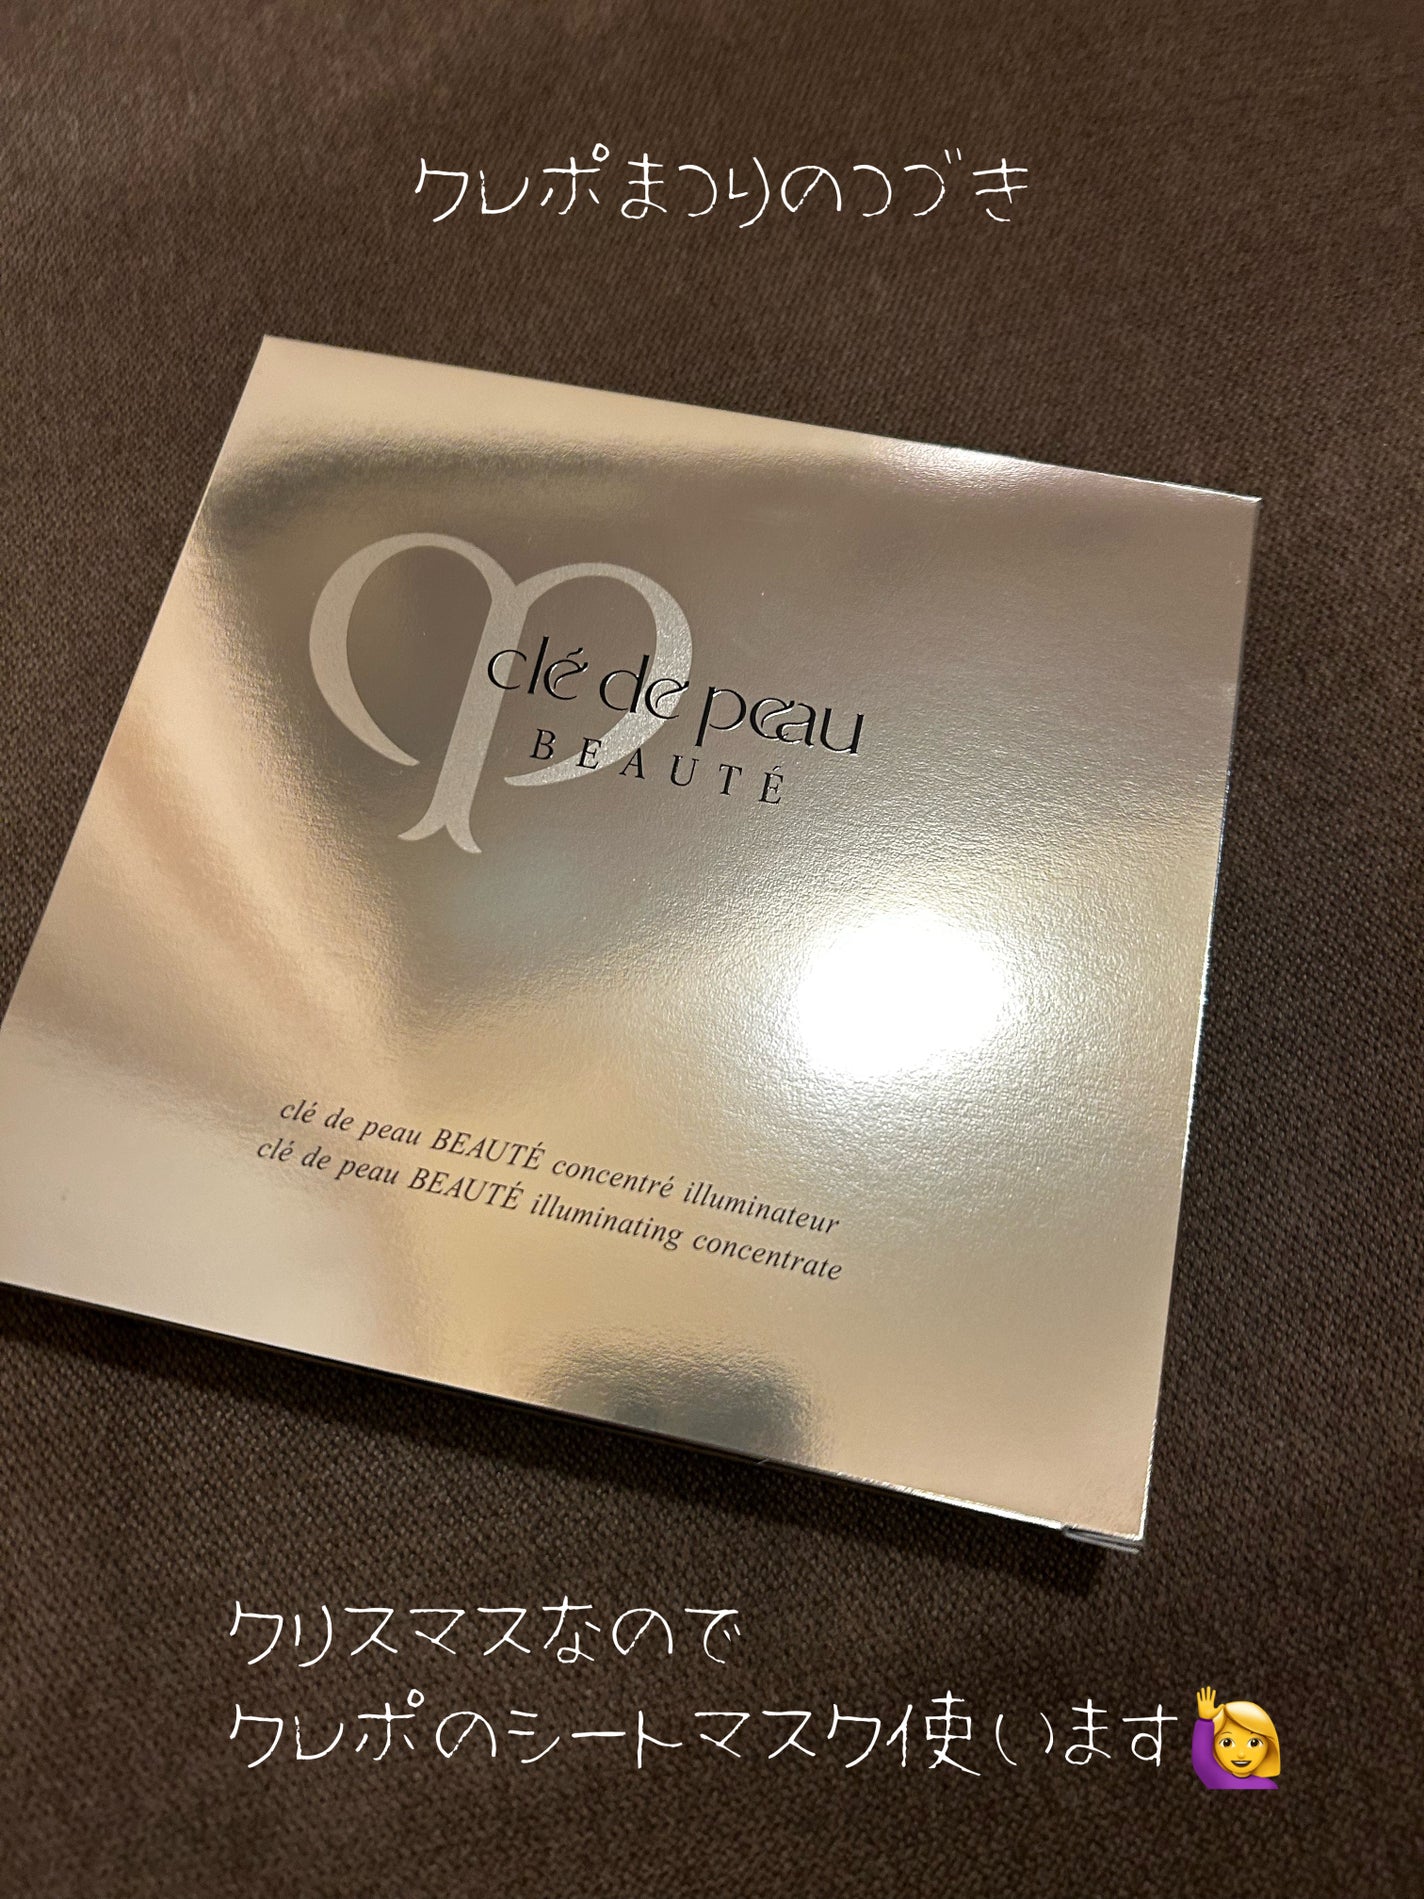 クレポまつりのつづき
clé de peau
BEAUTÉ
clé de peau BEAUTÉ concentré illuminateur
clé de peau BEAUTÉ illuminating concentrate
クリスマスなので
クレポのシートマスク使います🙋‍♀️